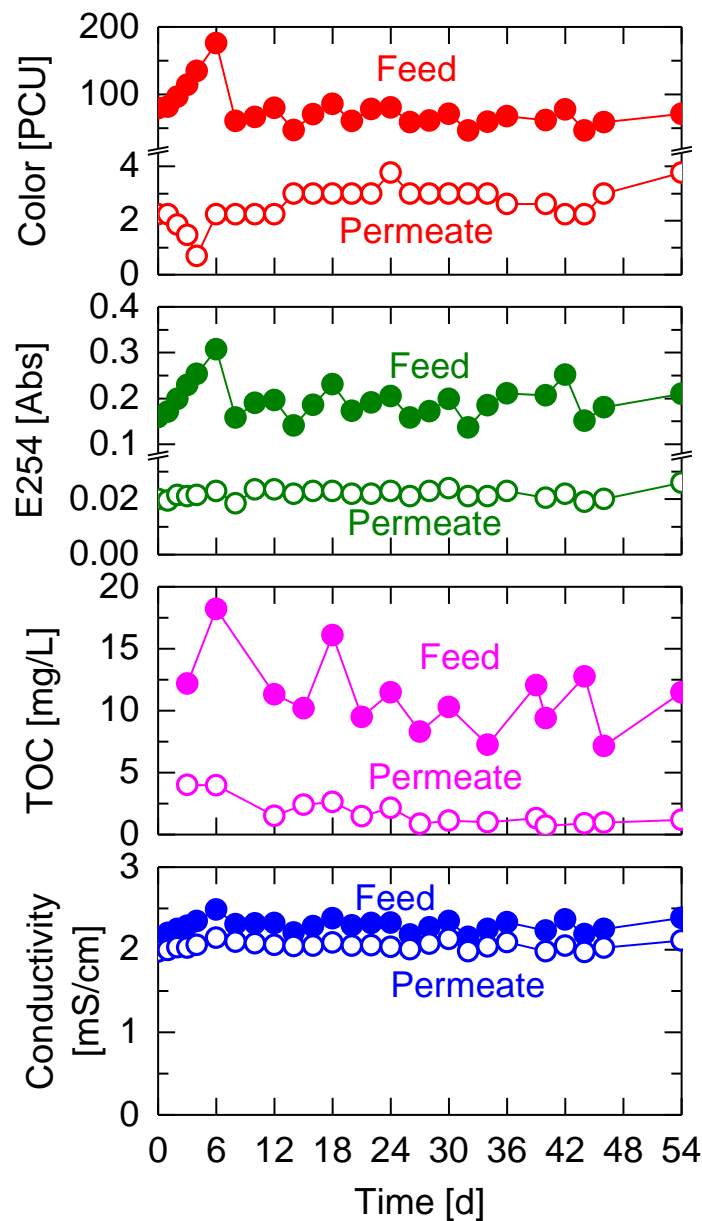 200
Feed
100
Color [PCU]
4
2
Permeate
0
0.4
0.3
Feed
0.2
0.1
E254 [Abs]
0.02
Permeate
0.00
20
15
Feed
10
TOC [mg/L]
Permeate
5
0
3
Feed
2
Permeate
Conductivity
[mS/cm]
1
0
0 6 12 18 24 30 36 42 48 54
Time [d]